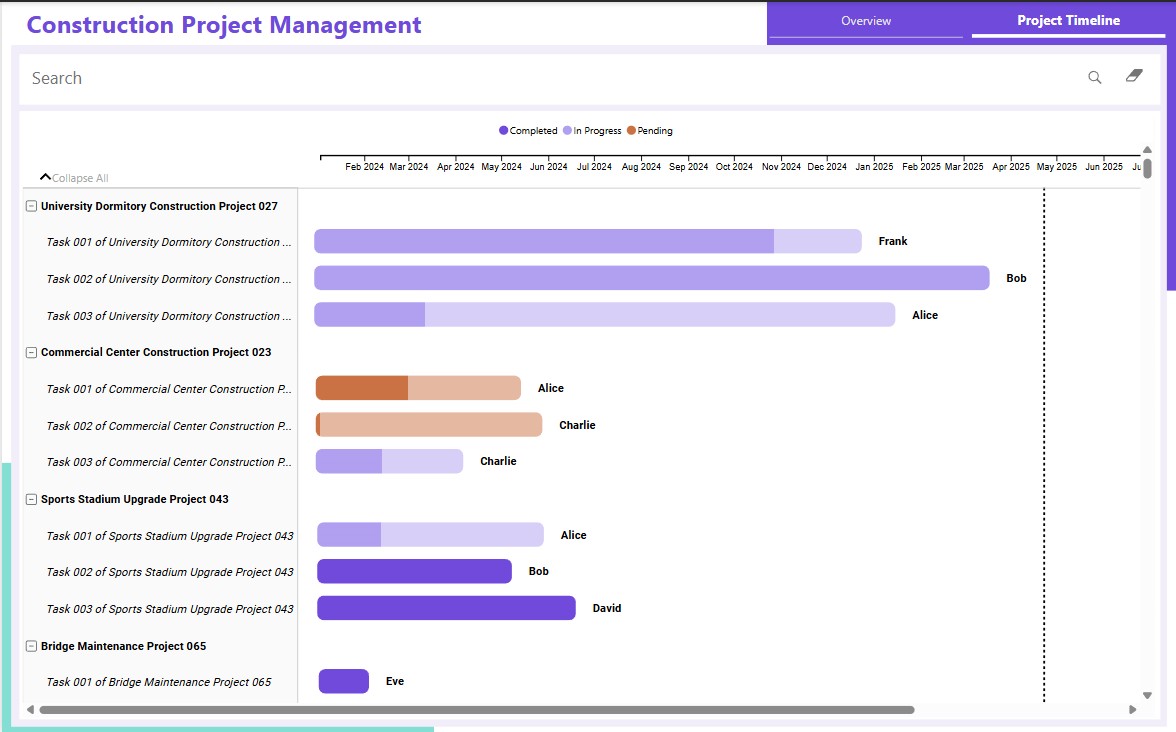 Construction Project Management
Overview
Project Timeline
Search
Completed In Progress Pending
Feb 2024 Mar 2024 Apr 2024 May 2024 Jun 2024 Jul 2024 Aug 2024 Sep 2024 Oct 2024 Nov 2024 Dec 2024 Jan 2025 Feb 2025 Mar 2025 Apr 2025 May 2025 Jun 2025 Ju
Collapse All
University Dormitory Construction Project 027
Task 001 of University Dormitory Construction ... Frank
Task 002 of University Dormitory Construction ... Bob
Task 003 of University Dormitory Construction ... Alice
Commercial Center Construction Project 023
Task 001 of Commercial Center Construction P... Alice
Task 002 of Commercial Center Construction P... Charlie
Task 003 of Commercial Center Construction P... Charlie
Sports Stadium Upgrade Project 043
Task 001 of Sports Stadium Upgrade Project 043 Alice
Task 002 of Sports Stadium Upgrade Project 043 Bob
Task 003 of Sports Stadium Upgrade Project 043 David
Bridge Maintenance Project 065
Task 001 of Bridge Maintenance Project 065 Eve